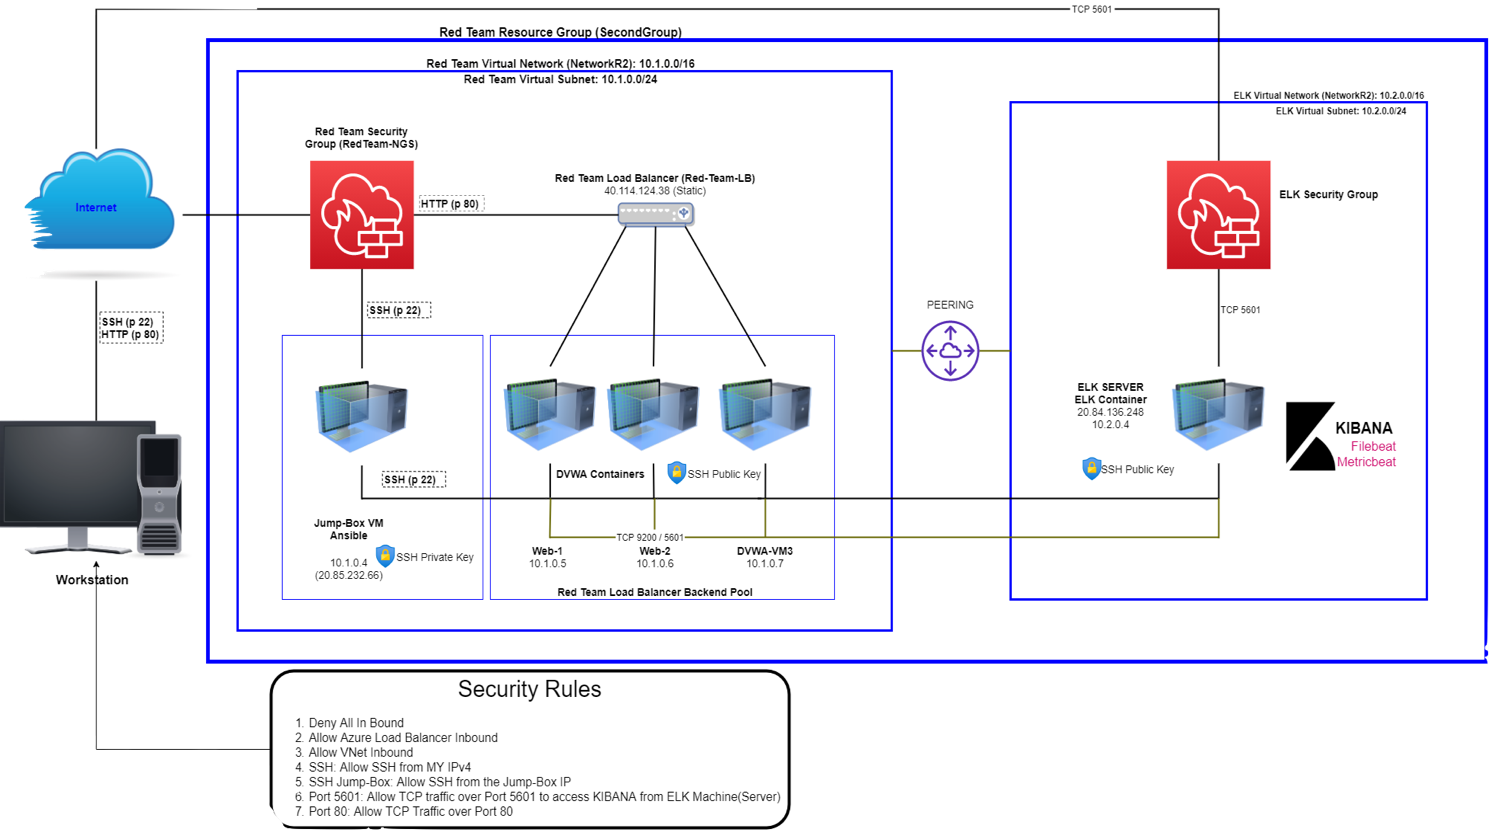 TCP 5601
Red Team Resource Group (SecondGroup)
Red Team Virtual Network (NetworkR2): 10.1.0.0/16
Red Team Virtual Subnet: 10.1.0.0/24
ELK Virtual Network (NetworkR2): 10.2.0.0/16
ELK Virtual Subnet: 10.2.0.0/24
Red Team Security
Group (RedTeam-NGS)
Red Team Load Balancer (Red-Team-LB)
40.114.124.38 (Static)
ELK Security Group
Internet
HTTP (p 80)
PEERING
SSH (p 22)
TCP 5601
SSH (p 22)
HTTP (p 80)
ELK SERVER
ELK Container
20.84.136.248
10.2.0.4
KIBANA
Filebeat
Metricbeat
SSH Public Key
DVWA Containers
SSH Public Key
SSH (p 22)
Jump-Box VM
Ansible
10.1.0.4
(20.85.232.66)
SSH Private Key
TCP 9200 / 5601
Web-1
10.1.0.5
Web-2
10.1.0.6
DVWA-VM3
10.1.0.7
Red Team Load Balancer Backend Pool
Workstation
Security Rules
1. Deny All In Bound
2. Allow Azure Load Balancer Inbound
3. Allow VNet Inbound
4. SSH: Allow SSH from MY IPv4
5. SSH Jump-Box: Allow SSH from the Jump-Box IP
6. Port 5601: Allow TCP traffic over Port 5601 to access KIBANA from ELK Machine(Server)
7. Port 80: Allow TCP Traffic over Port 80